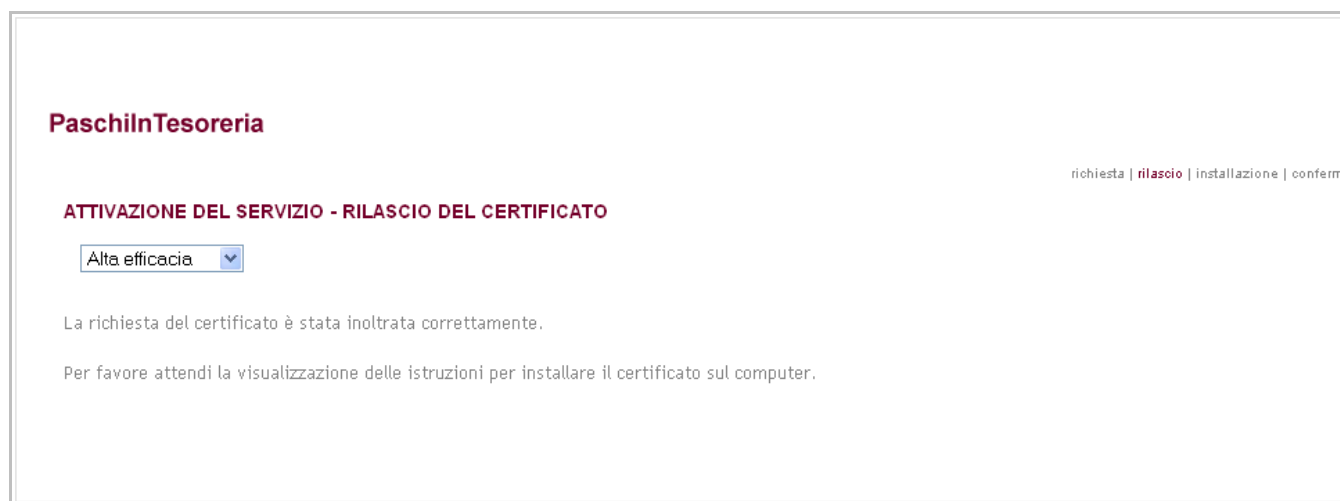 PaschiInTesoreria
richiesta | rilascio | installazione | conferm
ATTIVAZIONE DEL SERVIZIO - RILASCIO DEL CERTIFICATO
Alta efficacia
La richiesta del certificato è stata inoltrata correttamente.
Per favore attendi la visualizzazione delle istruzioni per installare il certificato sul computer.